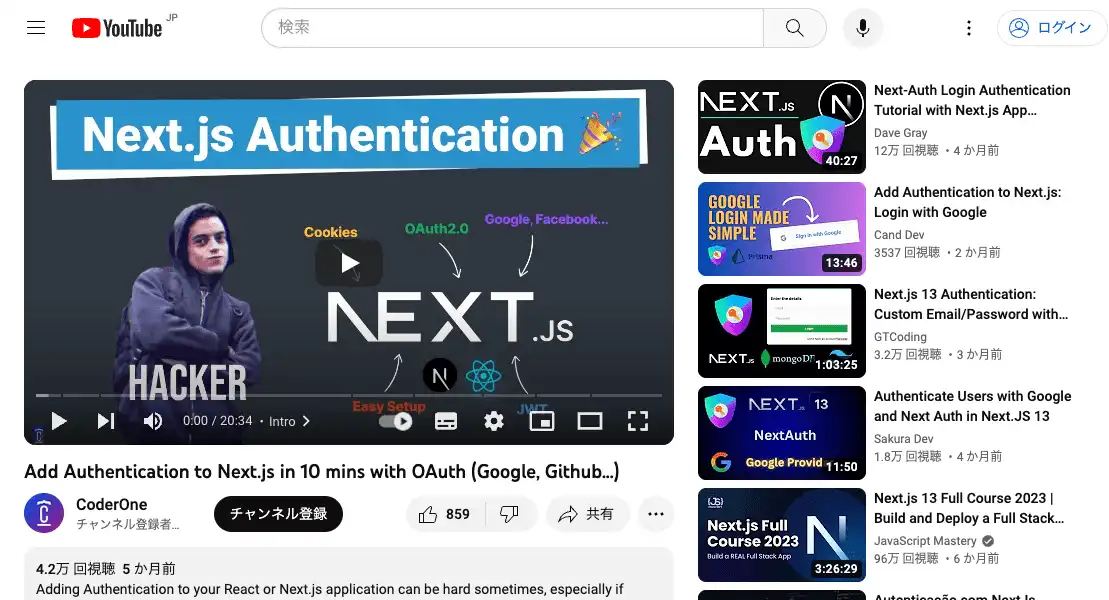 YouTube JP
検索
ログイン
Next.js Authentication
Cookies
OAuth2.0
Google, Facebook...
NEXT.JS
N
HACKER
Easy Setup
JWT
0:00 / 20:34 • Intro
Add Authentication to Next.js in 10 mins with OAuth (Google, Github...)
CoderOne
チャンネル登録者...
チャンネル登録
859
共有
4.2万 回視聴 5 か月前
Adding Authentication to your React or Next.js application can be hard sometimes, especially if
NEXT.JS
N
Auth
40:27
Next-Auth Login Authentication
Tutorial with Next.js App...
Dave Gray
12万 回視聴 ・4 か月前
GOOGLE
LOGIN MADE
SIMPLE
G Sign in with Google
Prisma
13:46
Add Authentication to Next.js:
Login with Google
Cand Dev
3537 回視聴 ・2 か月前
Enter the details
NEXT.JS
mongoDB
1:03:25
Next.js 13 Authentication:
Custom Email/Password with...
GTCoding
3.2万 回視聴 ・3 か月前
NEXT.JS 13
NextAuth
G
Google Provid
11:50
Authenticate Users with Google
and Next Auth in Next.JS 13
Sakura Dev
1.8万 回視聴 ・4 か月前
Next.js Full
Course 2023
Build a REAL Full Stack App
N
3:26:29
Next.js 13 Full Course 2023 |
Build and Deploy a Full Stack...
JavaScript Mastery
96万 回視聴 ・6 か月前